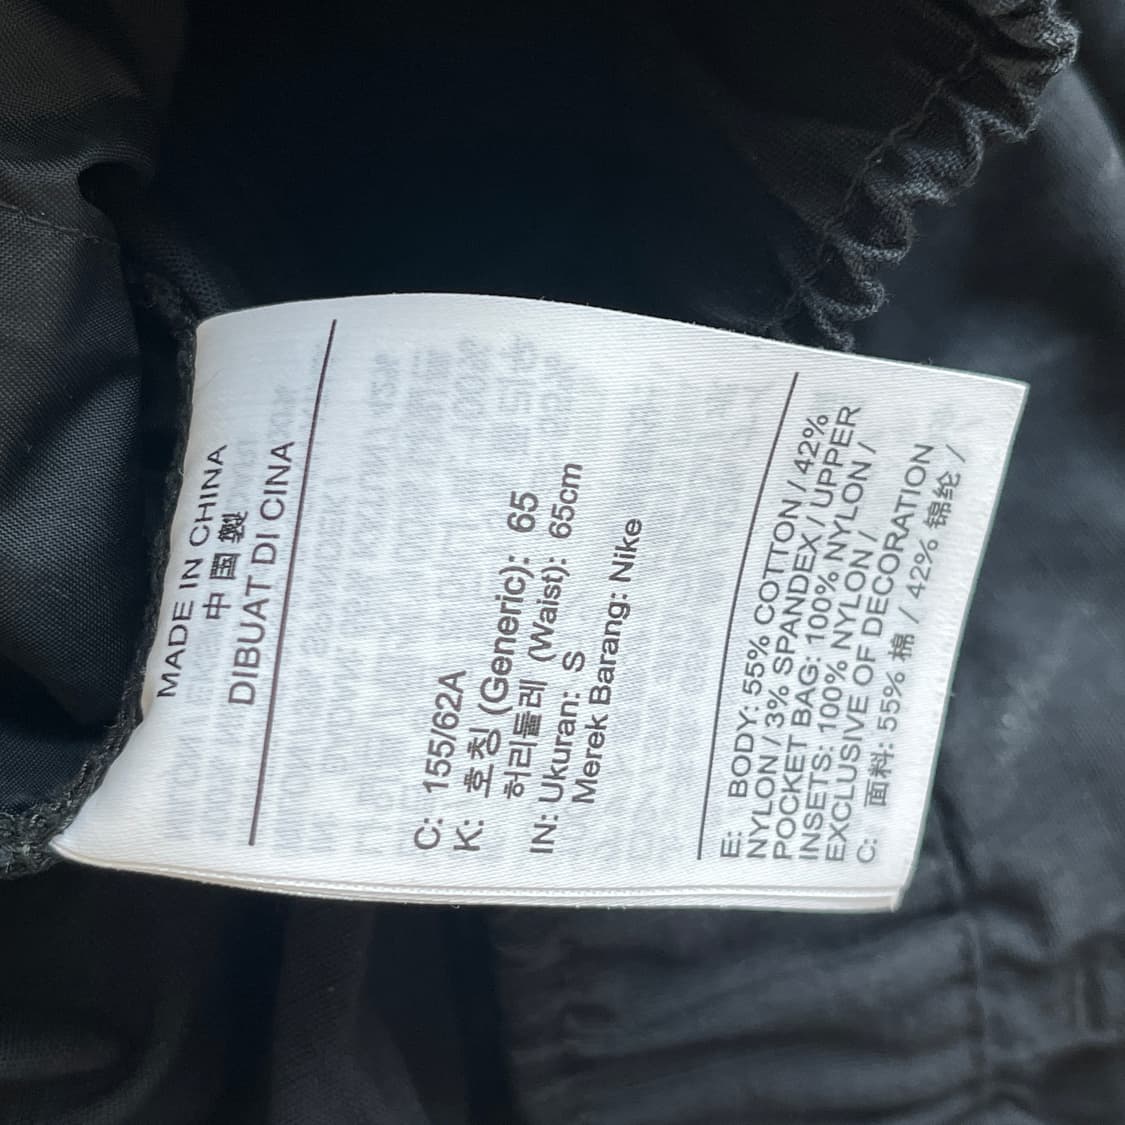 MADE IN CHINA
中国製
DIBUAT DI CINA
C: 155/62A
K: 호칭 (Generic): 65
허리둘레 (Waist): 65cm
IN: Ukuran: S
Merek Barang: Nike
E: BODY: 55% COTTON / 42%
NYLON / 3% SPANDEX / UPPER
POCKET BAG: 100% NYLON /
INSETS: 100% NYLON /
EXCLUSIVE OF DECORATION
C: 面料: 55% 棉 / 42% 锦纶 /